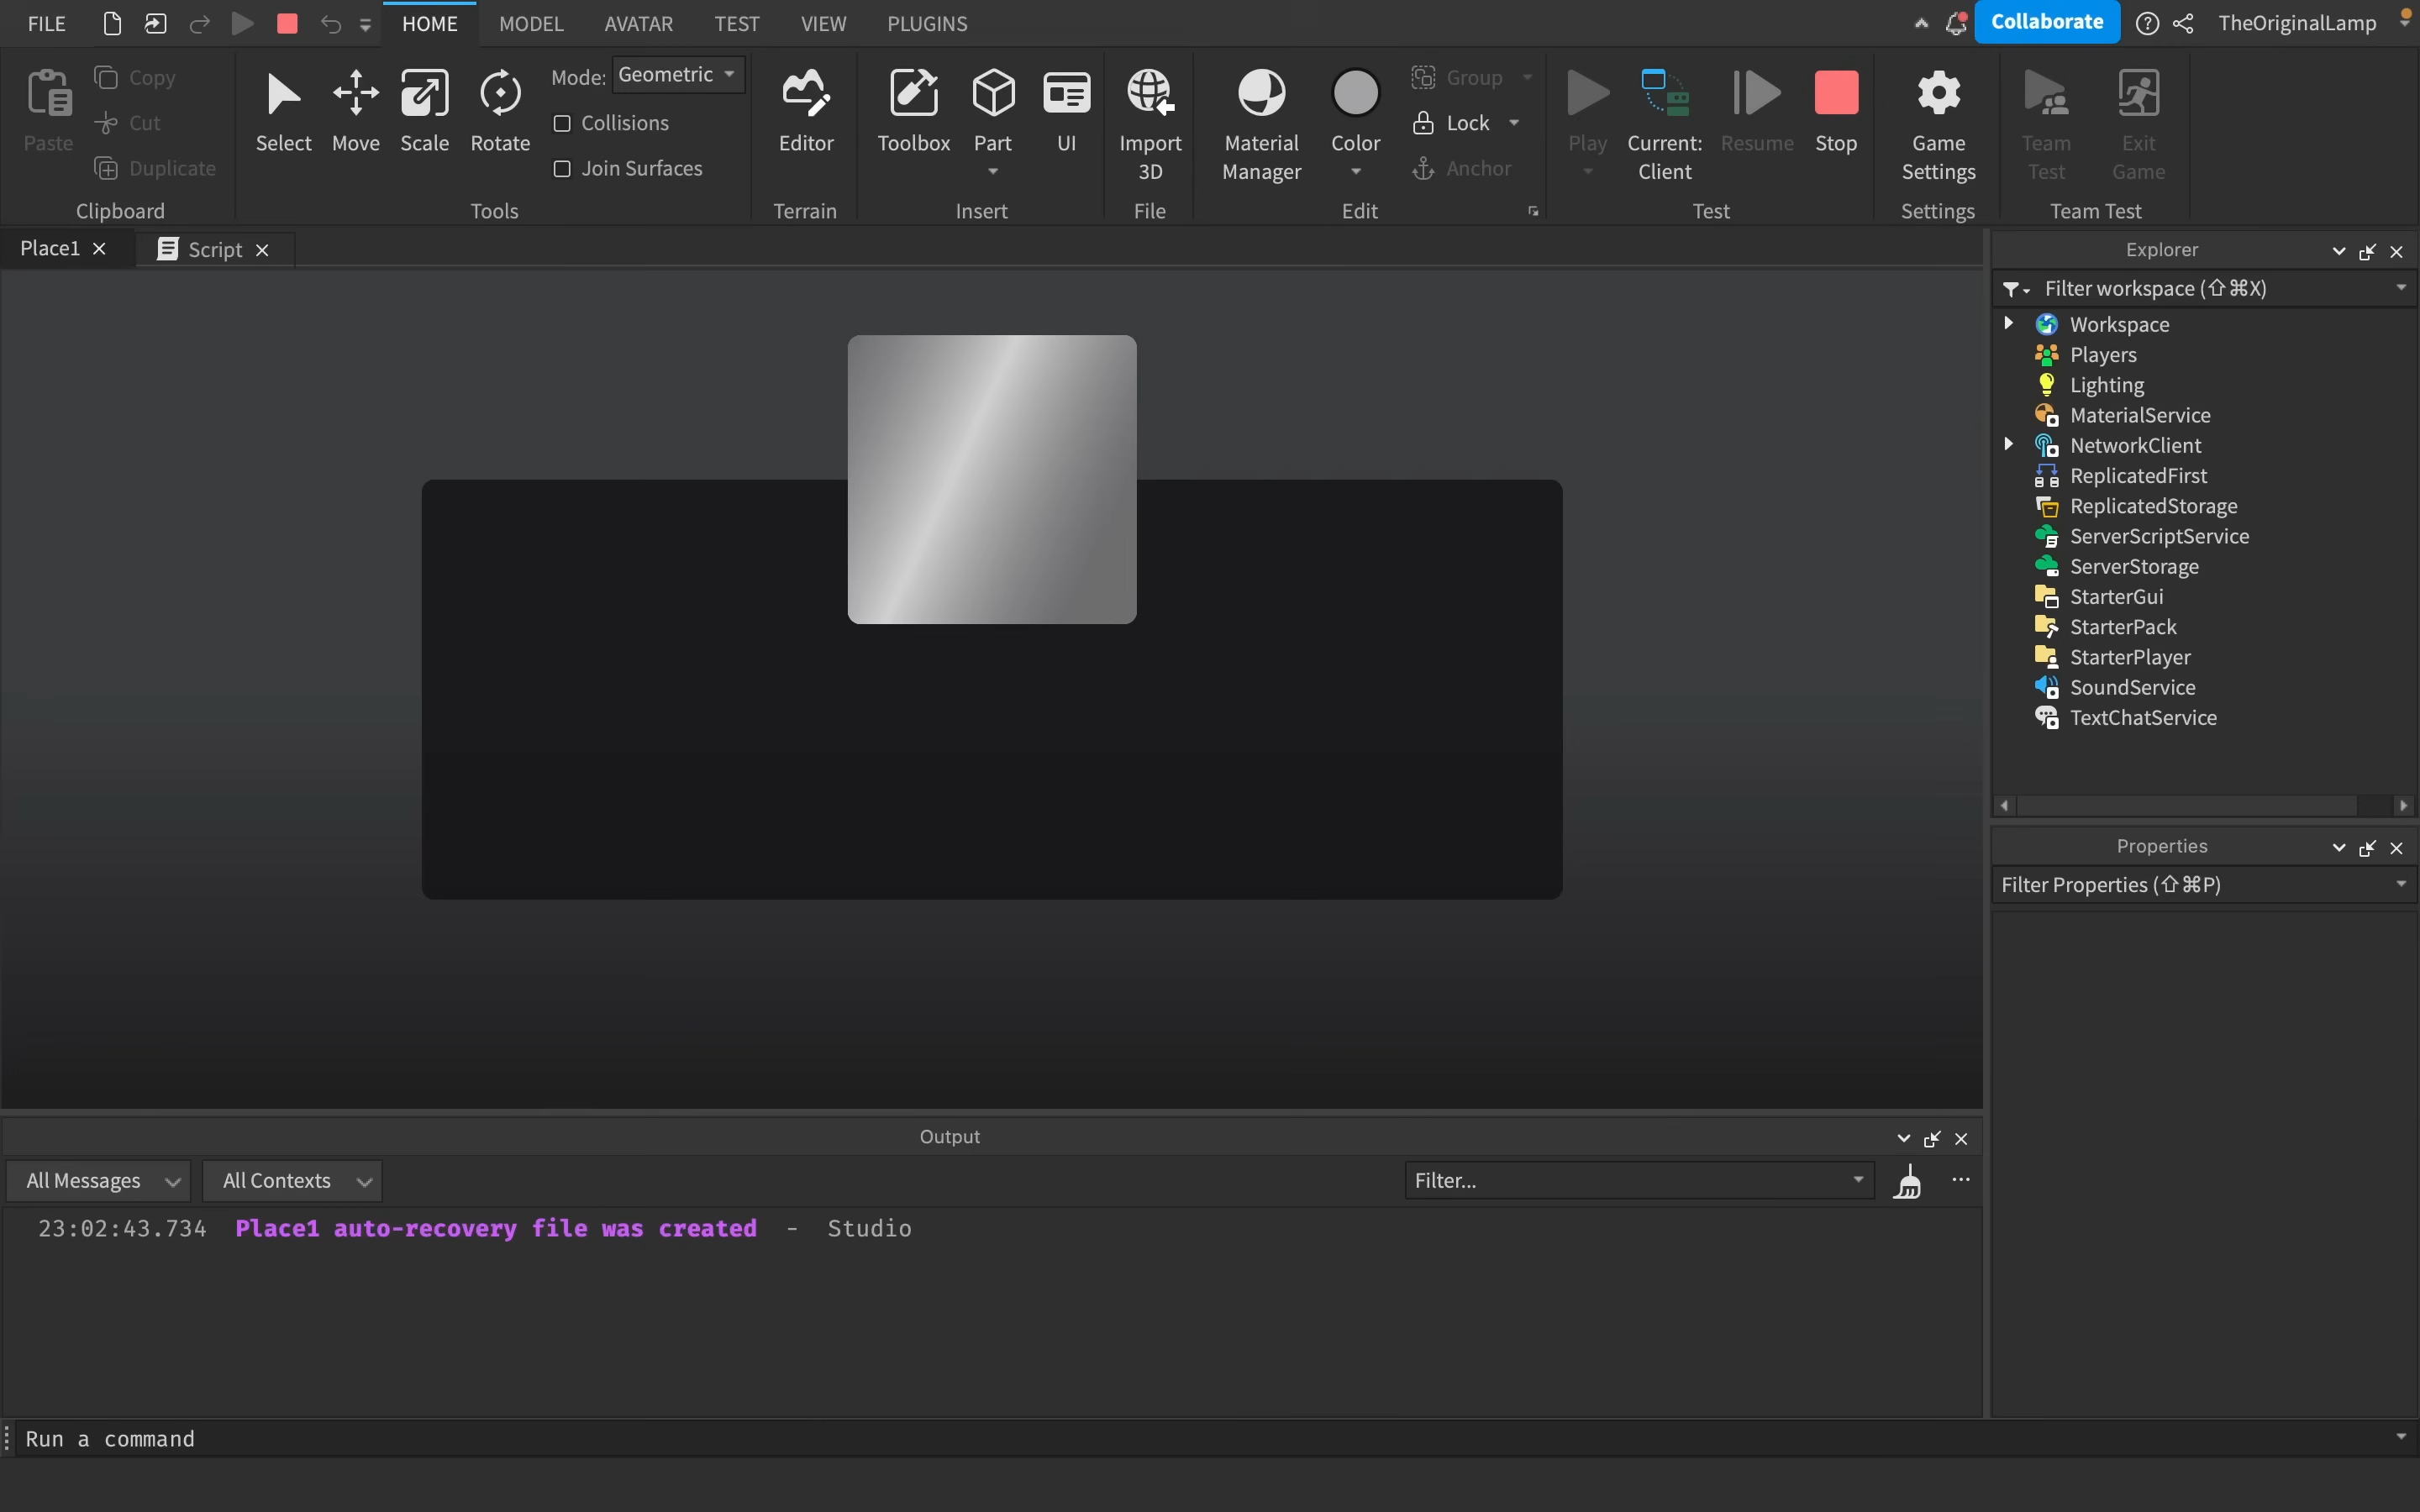 FILE HOME MODEL AVATAR TEST VIEW PLUGINS Collaborate TheOriginalLamp
Paste
Copy
Cut
Duplicate
Clipboard
Select Move Scale Rotate
Mode: Geometric
Collisions
Join Surfaces
Tools
Editor
Terrain
Toolbox Part UI
Insert
Import
3D
File
Material
Manager
Color
Group
Lock
Anchor
Edit
Play
Current:
Client
Resume
Stop
Test
Game
Settings
Settings
Team
Test
Exit
Game
Team Test
Place1 Script
Explorer
Filter workspace (⇧⌘X)
Workspace
Players
Lighting
MaterialService
NetworkClient
ReplicatedFirst
ReplicatedStorage
ServerScriptService
ServerStorage
StarterGui
StarterPack
StarterPlayer
SoundService
TextChatService
Properties
Filter Properties (⇧⌘P)
Output
All Messages All Contexts Filter...
23:02:43.734 Place1 auto-recovery file was created - Studio
Run a command